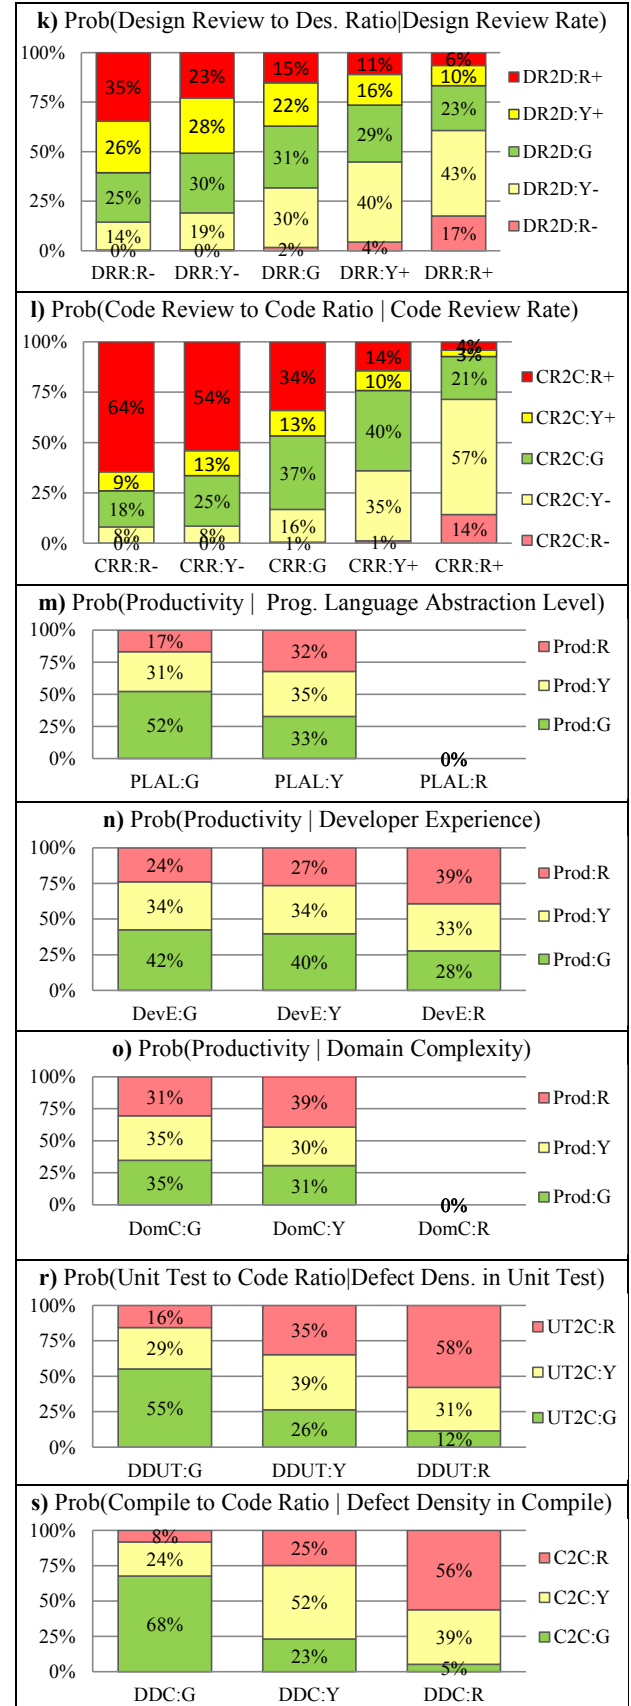 k) Prob(Design Review to Des. Ratio|Design Review Rate)
100%
75%
50%
25%
0%
35%
26%
25%
14%
0%
23%
28%
30%
19%
0%
15%
22%
31%
30%
2%
11%
16%
29%
40%
4%
6%
10%
23%
43%
17%
DRR:R-
DRR:Y-
DRR:G
DRR:Y+
DRR:R+
DR2D:R+
DR2D:Y+
DR2D:G
DR2D:Y-
DR2D:R-
l) Prob(Code Review to Code Ratio | Code Review Rate)
100%
75%
50%
25%
0%
64%
9%
18%
8%
0%
54%
13%
25%
8%
0%
34%
13%
37%
16%
1%
14%
10%
40%
35%
1%
4%
3%
21%
57%
14%
CRR:R-
CRR:Y-
CRR:G
CRR:Y+
CRR:R+
CR2C:R+
CR2C:Y+
CR2C:G
CR2C:Y-
CR2C:R-
m) Prob(Productivity | Prog. Language Abstraction Level)
100%
75%
50%
25%
0%
17%
31%
52%
32%
35%
33%
0%
PLAL:G
PLAL:Y
PLAL:R
Prod:R
Prod:Y
Prod:G
n) Prob(Productivity | Developer Experience)
100%
75%
50%
25%
0%
24%
34%
42%
27%
34%
40%
39%
33%
28%
DevE:G
DevE:Y
DevE:R
Prod:R
Prod:Y
Prod:G
o) Prob(Productivity | Domain Complexity)
100%
75%
50%
25%
0%
31%
35%
35%
39%
30%
31%
0%
DomC:G
DomC:Y
DomC:R
Prod:R
Prod:Y
Prod:G
r) Prob(Unit Test to Code Ratio|Defect Dens. in Unit Test)
100%
75%
50%
25%
0%
16%
29%
55%
35%
39%
26%
58%
31%
12%
DDUT:G
DDUT:Y
DDUT:R
UT2C:R
UT2C:Y
UT2C:G
s) Prob(Compile to Code Ratio | Defect Density in Compile)
100%
75%
50%
25%
0%
8%
24%
68%
25%
52%
23%
56%
39%
5%
DDC:G
DDC:Y
DDC:R
C2C:R
C2C:Y
C2C:G